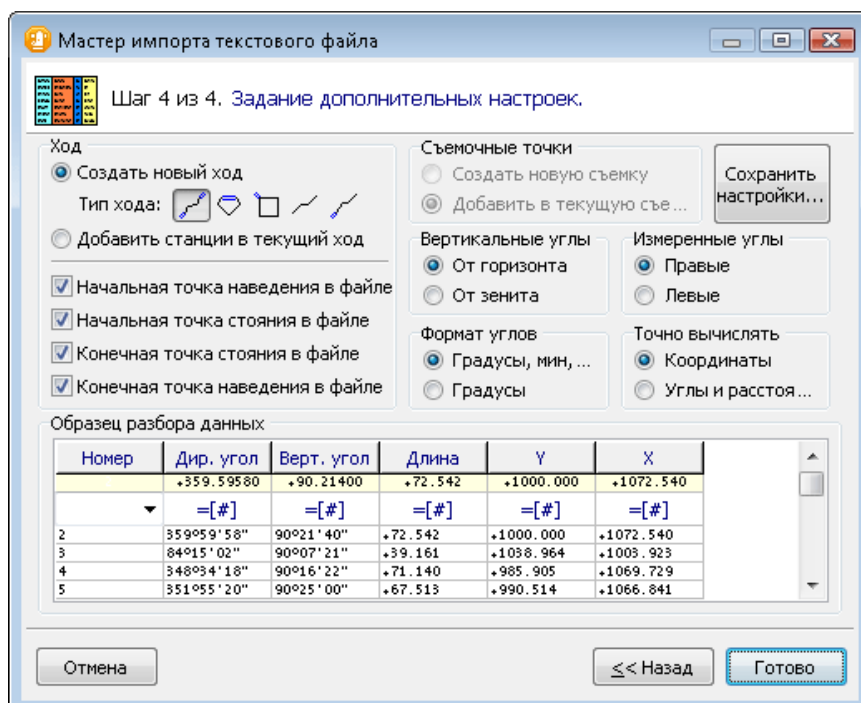 Мастер импорта текстового файла
Шаг 4 из 4. Задание дополнительных настроек.
Ход
Создать новый ход
Тип хода:
Добавить станции в текущий ход
Начальная точка наведения в файле
Начальная точка стояния в файле
Конечная точка стояния в файле
Конечная точка наведения в файле
Съемочные точки
Создать новую съемку
Добавить в текущую съе...
Сохранить настройки...
Вертикальные углы
От горизонта
От зенита
Измеренные углы
Правые
Левые
Формат углов
Градусы, мин, ...
Градусы
Точно вычислять
Координаты
Углы и расстоя...
Образец разбора данных
Номер Дир. угол Верт. угол Длина Y X
+359.59580 +90.21400 +72.542 +1000.000 +1072.540
=[#] =[#] =[#] =[#] =[#]
2 359°59'58" 90°21'40" +72.542 +1000.000 +1072.540
3 84°15'02" 90°07'21" +39.161 +1038.964 +1003.923
4 348°34'18" 90°16'22" +71.140 +985.905 +1069.729
5 351°55'20" 90°25'00" +67.513 +990.514 +1066.841
Отмена
<< Назад
Готово